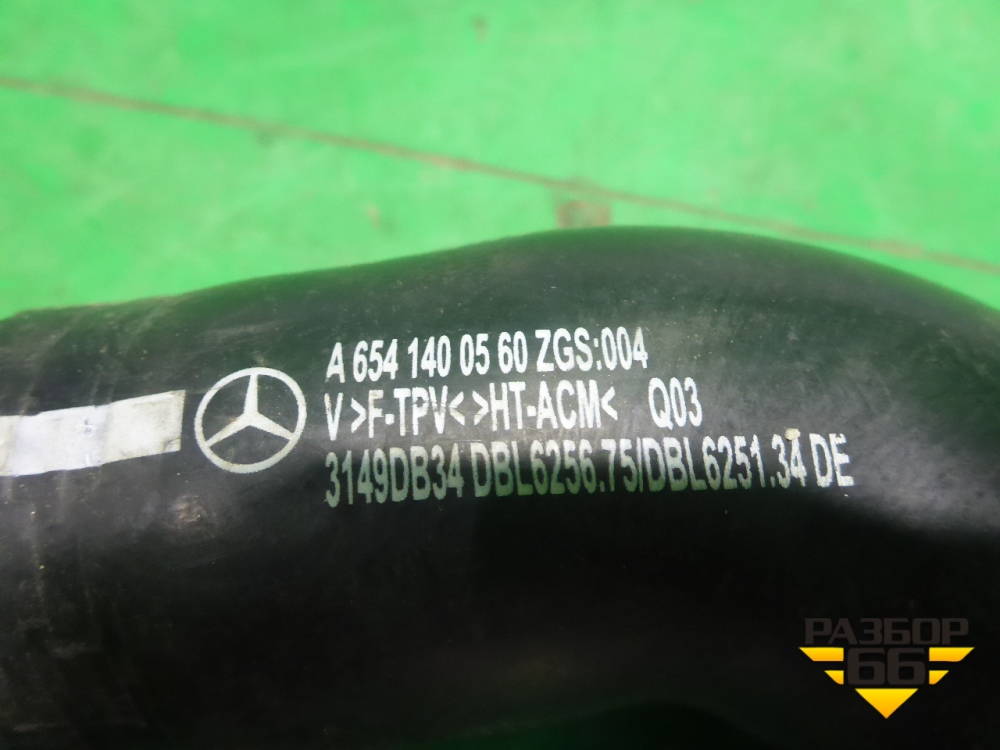 A 654 140 05 60 ZGS:004
V >F-TPV< >HT-ACM< Q03
3149DB34 DBL6256.75/DBL6251.34 DE
РАЗБОР
66